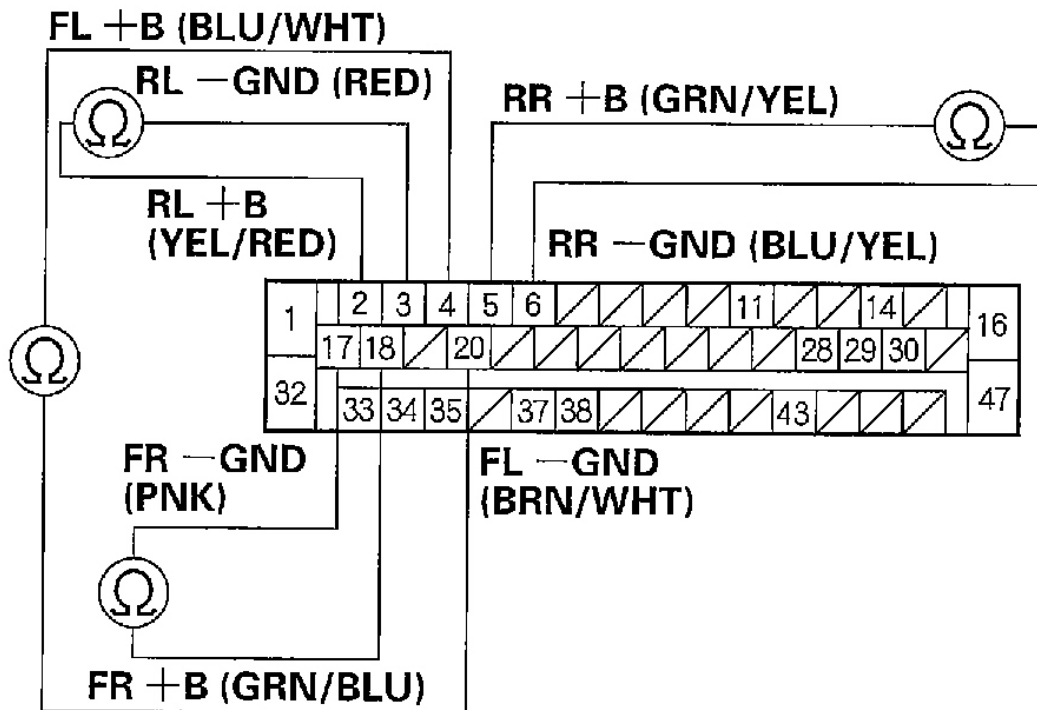 FL +B (BLU/WHT)
RL −GND (RED)
RR +B (GRN/YEL)
Ω
Ω
RL +B
(YEL/RED)
RR −GND (BLU/YEL)
1 2 3 4 5 6 11 14 16
Ω
17 18 20 28 29 30
32 33 34 35 37 38 43 47
FR −GND
(PNK)
FL −GND
(BRN/WHT)
Ω
FR +B (GRN/BLU)